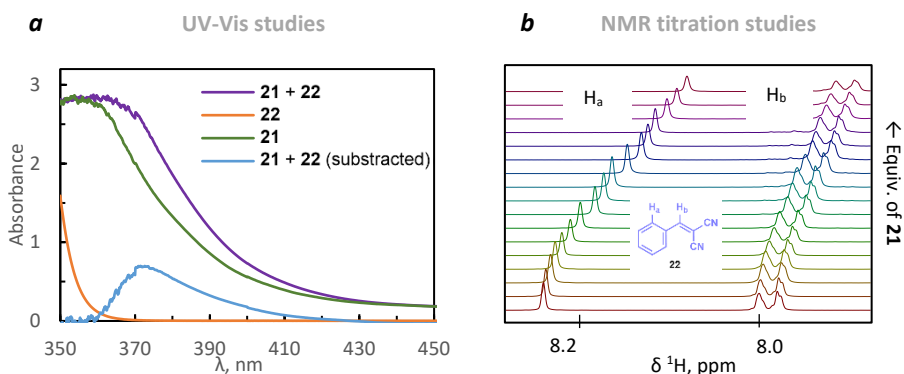 a UV-Vis studies
b NMR titration studies
3
2
1
0
Absorbance
350 370 390 410 430 450
λ, nm
21 + 22
22
21
21 + 22 (substracted)
Ha
Hb
Ha Hb
CN
CN
22
8.2 8.0
δ ¹H, ppm
← Equiv. of 21